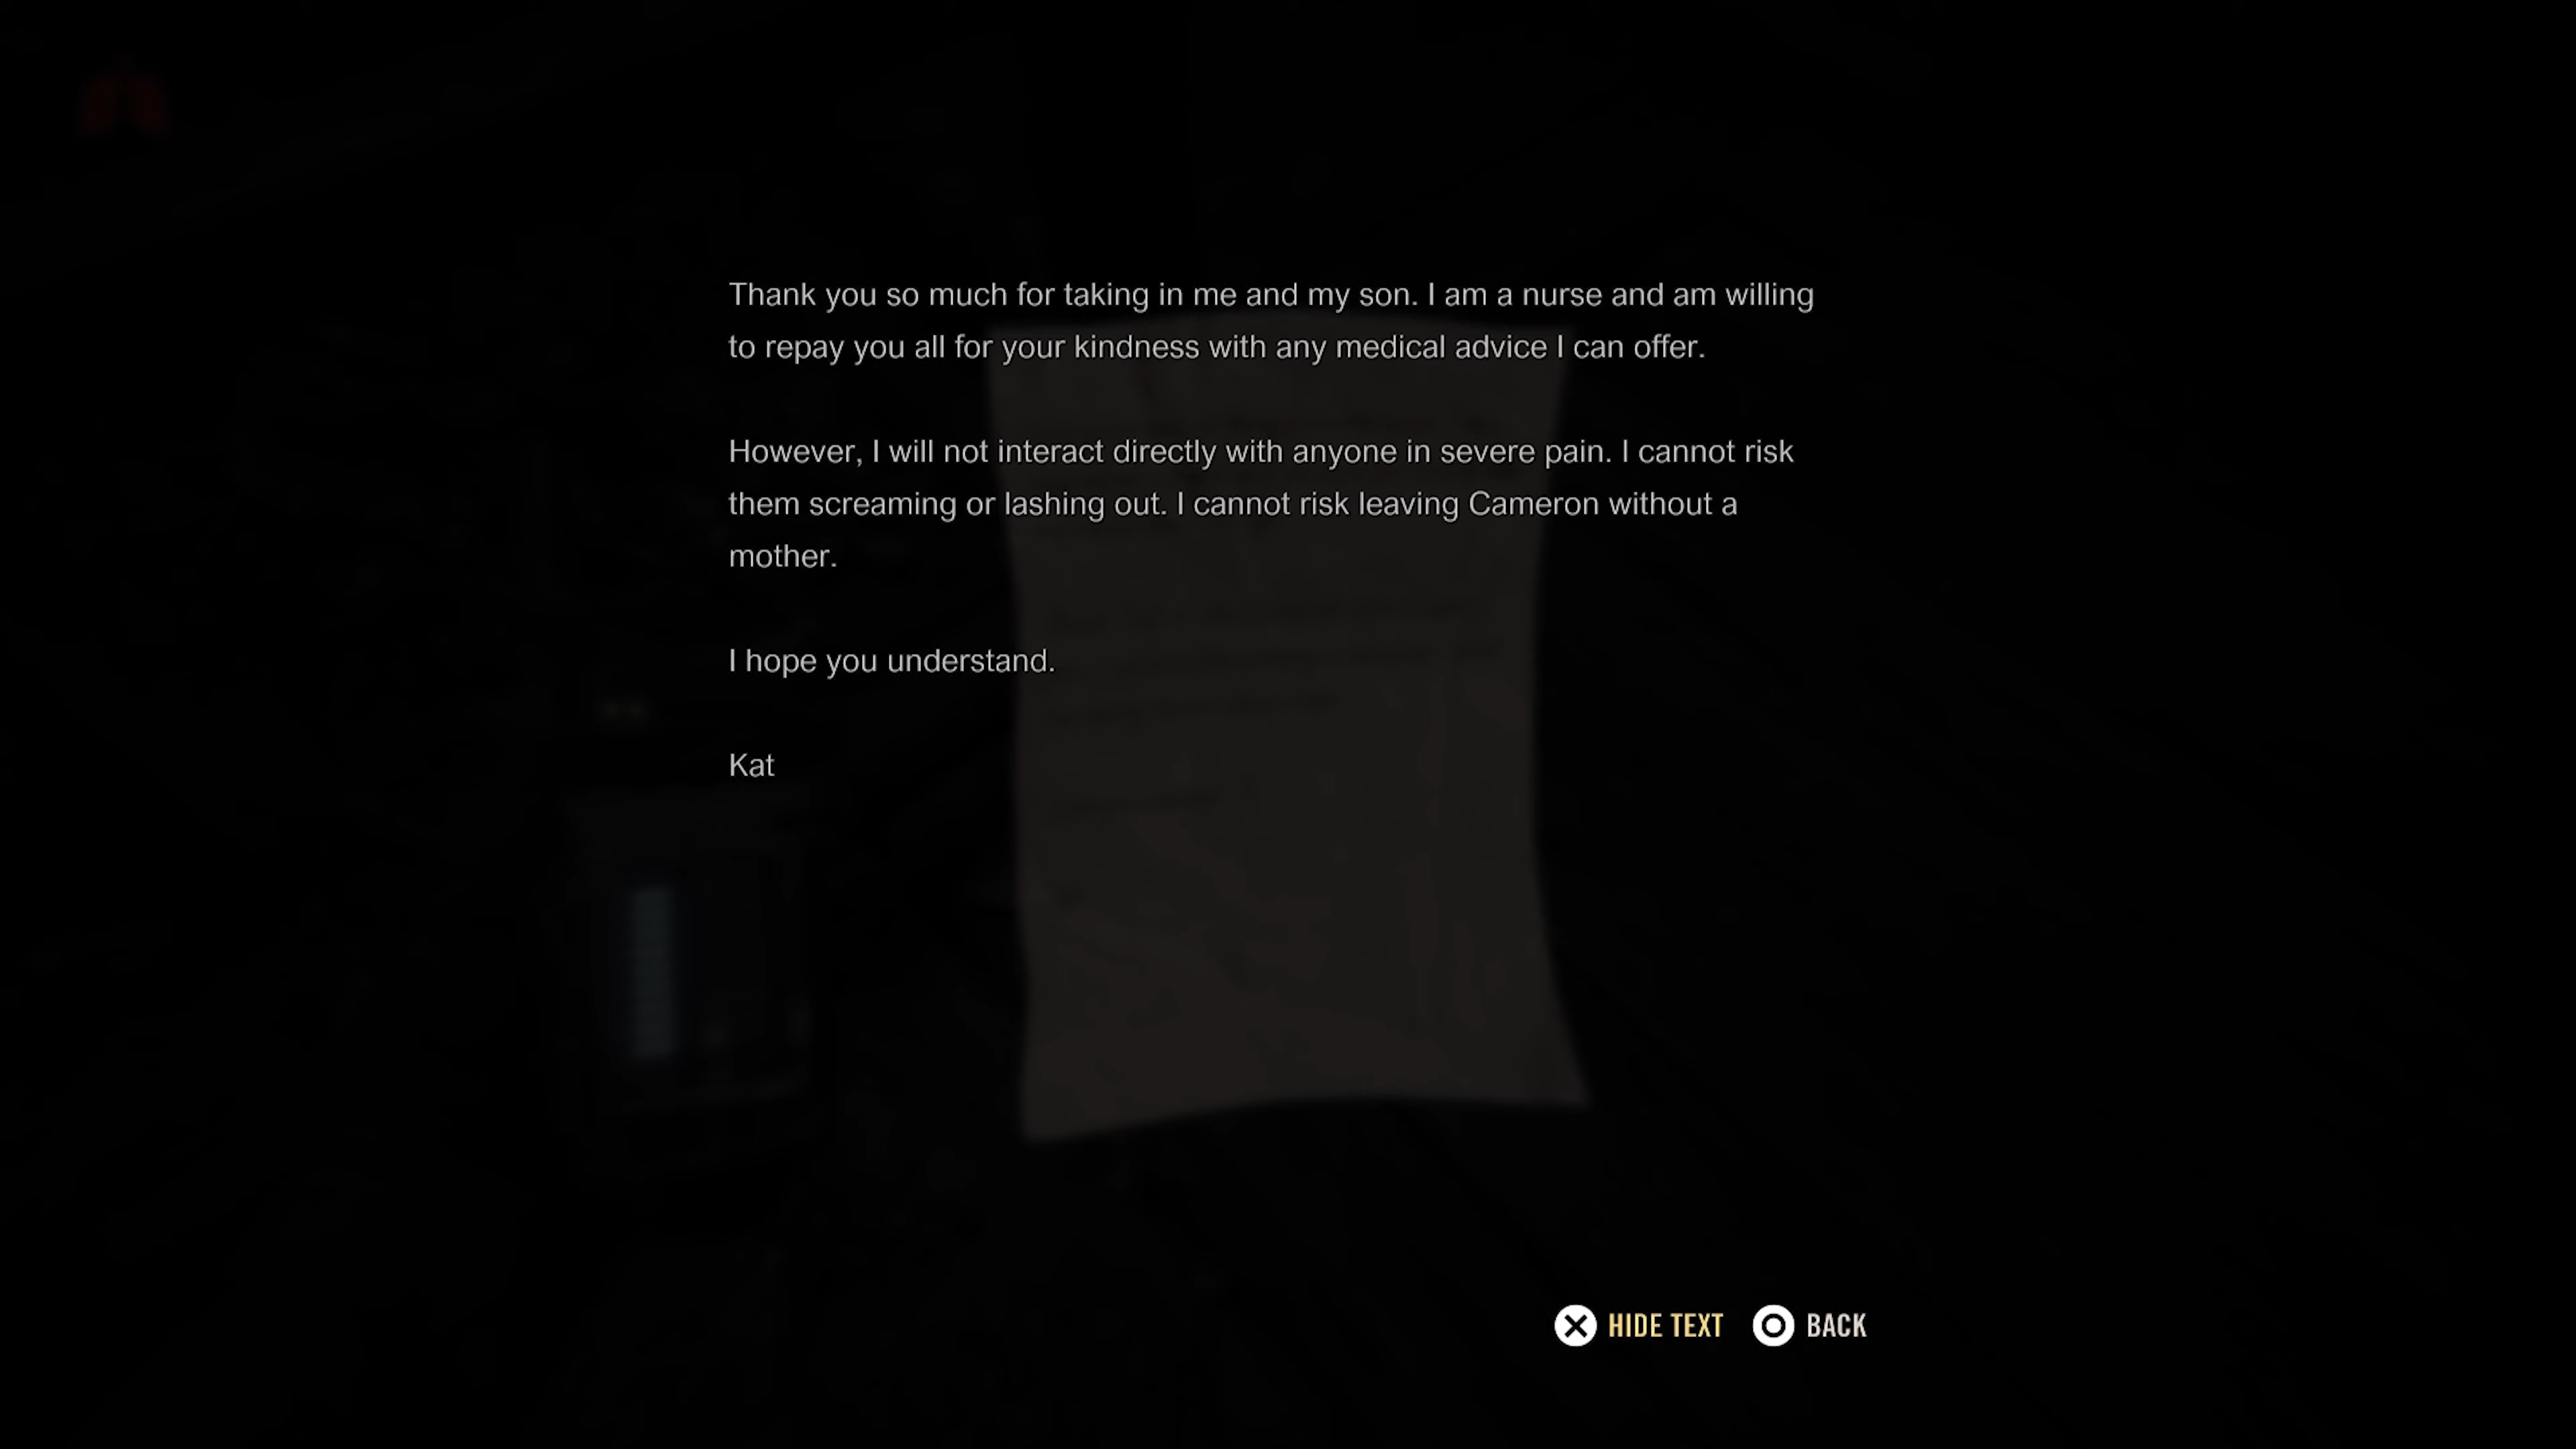 Thank you so much for taking in me and my son. I am a nurse and am willing
to repay you all for your kindness with any medical advice I can offer.
However, I will not interact directly with anyone in severe pain. I cannot risk
them screaming or lashing out. I cannot risk leaving Cameron without a
mother.
I hope you understand.
Kat
HIDE TEXT BACK